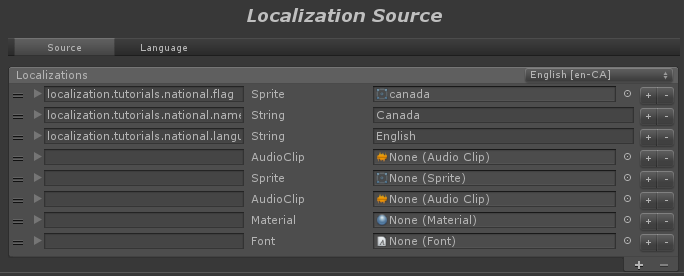 Localization Source
Source Language
Localizations English [en-CA]
localization.tutorials.national.flag Sprite canada + -
localization.tutorials.national.name String Canada + -
localization.tutorials.national.langu String English + -
AudioClip None (Audio Clip) + -
Sprite None (Sprite) + -
AudioClip None (Audio Clip) + -
Material None (Material) + -
Font None (Font) + -
+ −